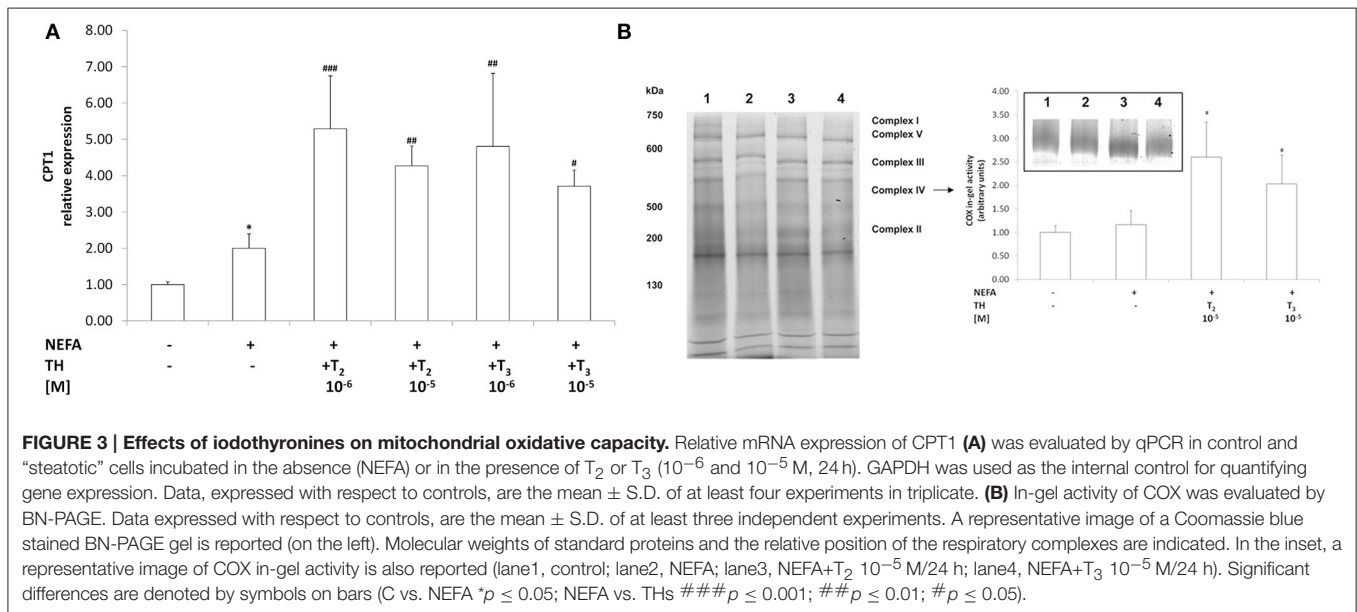 A
8.00
7.00
6.00
5.00
4.00
3.00
2.00
1.00
0.00
CPT1
relative expression
*
###
##
##
#
NEFA - + + + + +
TH - - +T₂ +T₂ +T₃ +T₃
[M] 10⁻⁶ 10⁻⁵ 10⁻⁶ 10⁻⁵
B
kDa
1 2 3 4
750
600
500
200
130
Complex I
Complex V
Complex III
Complex IV
Complex II
4.00
3.50
3.00
2.50
2.00
1.50
1.00
0.50
0.00
COX in-gel activity
(arbitrary units)
1 2 3 4
#
#
NEFA - + + +
TH - - T₂ T₃
[M] 10⁻⁵ 10⁻⁵
FIGURE 3 | Effects of iodothyronines on mitochondrial oxidative capacity. Relative mRNA expression of CPT1 (A) was evaluated by qPCR in control and
“steatotic” cells incubated in the absence (NEFA) or in the presence of T₂ or T₃ (10⁻⁶ and 10⁻⁵ M, 24 h). GAPDH was used as the internal control for quantifying
gene expression. Data, expressed with respect to controls, are the mean ± S.D. of at least four experiments in triplicate. (B) In-gel activity of COX was evaluated by
BN-PAGE. Data expressed with respect to controls, are the mean ± S.D. of at least three independent experiments. A representative image of a Coomassie blue
stained BN-PAGE gel is reported (on the left). Molecular weights of standard proteins and the relative position of the respiratory complexes are indicated. In the inset, a
representative image of COX in-gel activity is also reported (lane1, control; lane2, NEFA; lane3, NEFA+T₂ 10⁻⁵ M/24 h; lane4, NEFA+T₃ 10⁻⁵ M/24 h). Significant
differences are denoted by symbols on bars (C vs. NEFA *p ≤ 0.05; NEFA vs. THs ###p ≤ 0.001; ##p ≤ 0.01; #p ≤ 0.05).